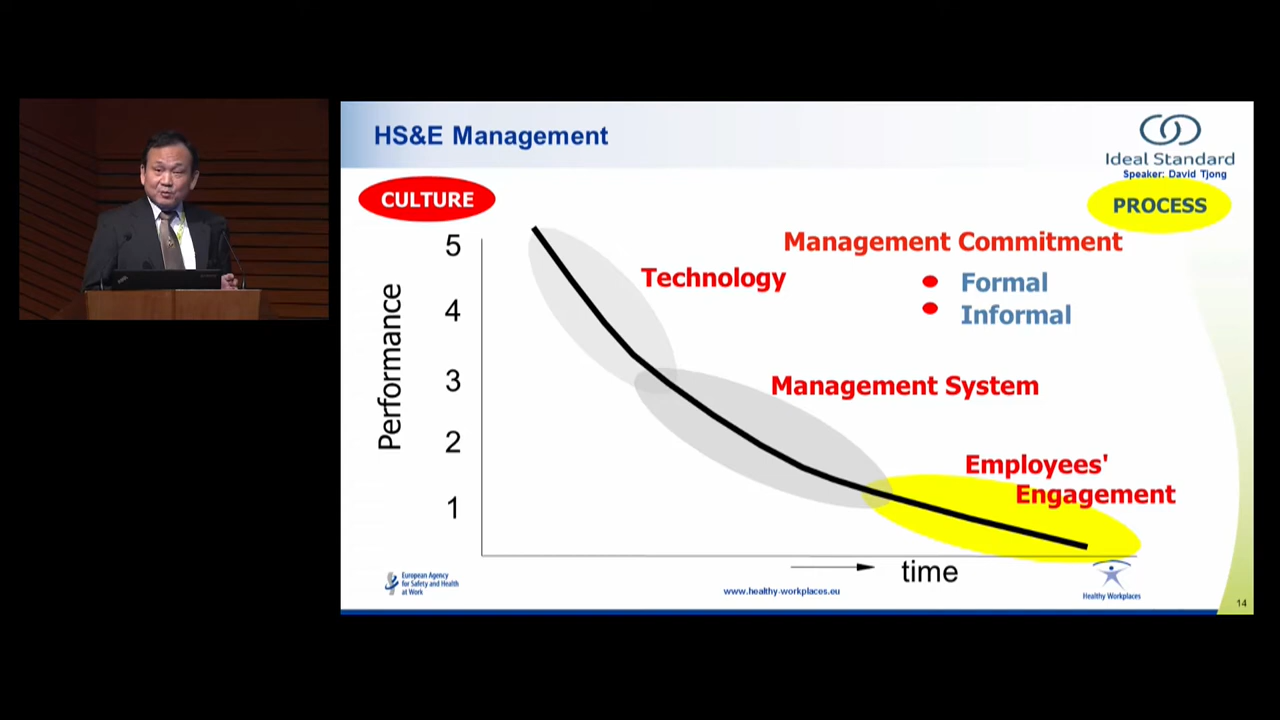 HS&E Management
Ideal Standard
Speaker: David Tjong
CULTURE
PROCESS
Management Commitment
• Formal
• Informal
Technology
Management System
Employees'
Engagement
Performance
5
4
3
2
1
time
European Agency
for Safety and Health
at Work
www.healthy-workplaces.eu
Healthy Workplaces
14